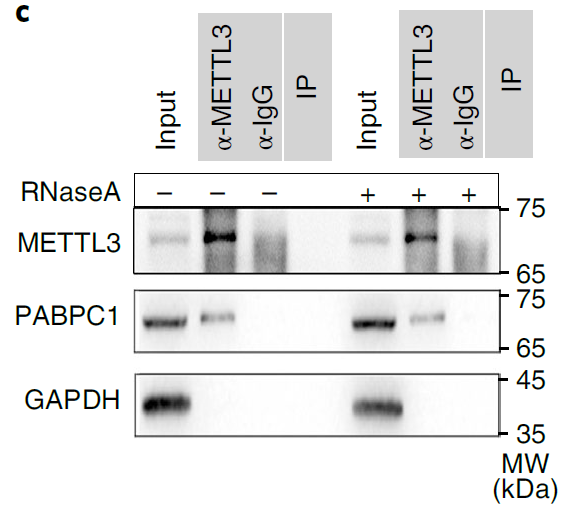 c
Input
α-METTL3
α-IgG
IP
Input
α-METTL3
α-IgG
IP
RNaseA – – – + + +
75
METTL3
65
75
PABPC1
65
45
GAPDH
35
MW
(kDa)